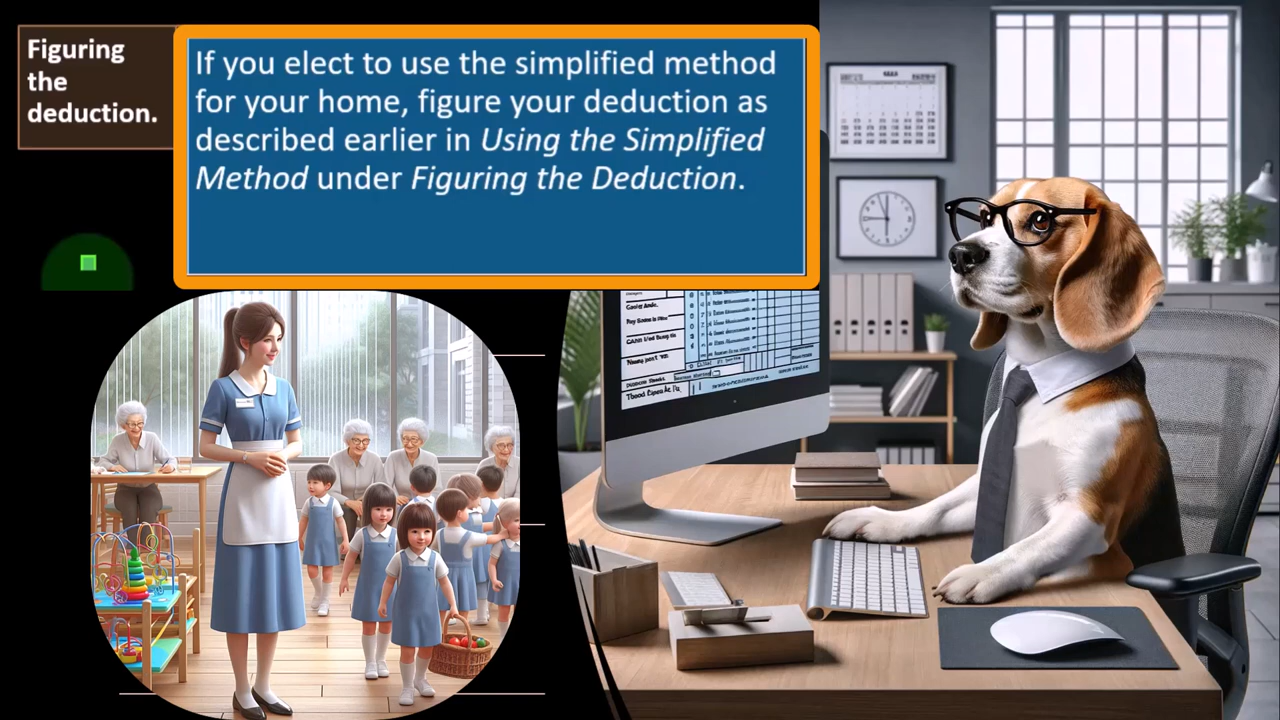 Figuring
the
deduction.
If you elect to use the simplified method
for your home, figure your deduction as
described earlier in Using the Simplified
Method under Figuring the Deduction.